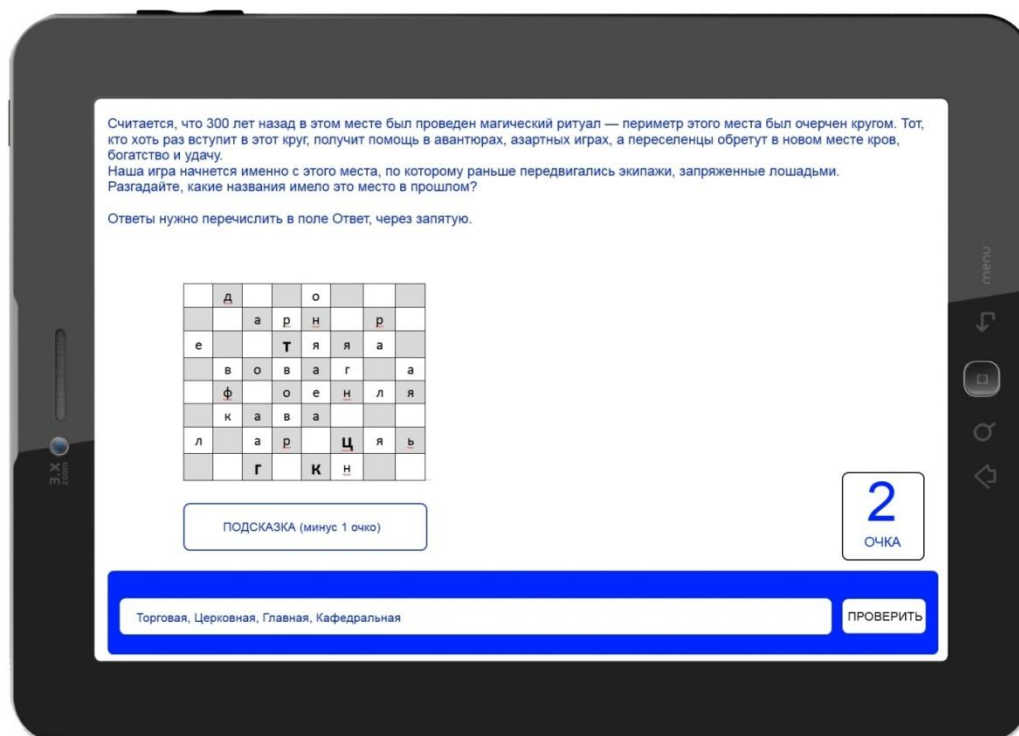 Считается, что 300 лет назад в этом месте был проведен магический ритуал — периметр этого места был очерчен кругом. Тот,
кто хоть раз вступит в этот круг, получит помощь в авантюрах, азартных играх, а переселенцы обретут в новом месте кров,
богатство и удачу.
Наша игра начнется именно с этого места, по которому раньше передвигались экипажи, запряженные лошадьми.
Разгадайте, какие названия имело это место в прошлом?
Ответы нужно перечислить в поле Ответ, через запятую.
д о
а р н р
е т я я а
в о в а г а
ф о е н л я
к а в а
л а р ц я ь
г к н
ПОДСКАЗКА (минус 1 очко)
2
ОЧКА
Торговая, Церковная, Главная, Кафедральная
ПРОВЕРИТЬ
menu
3.X
zoom